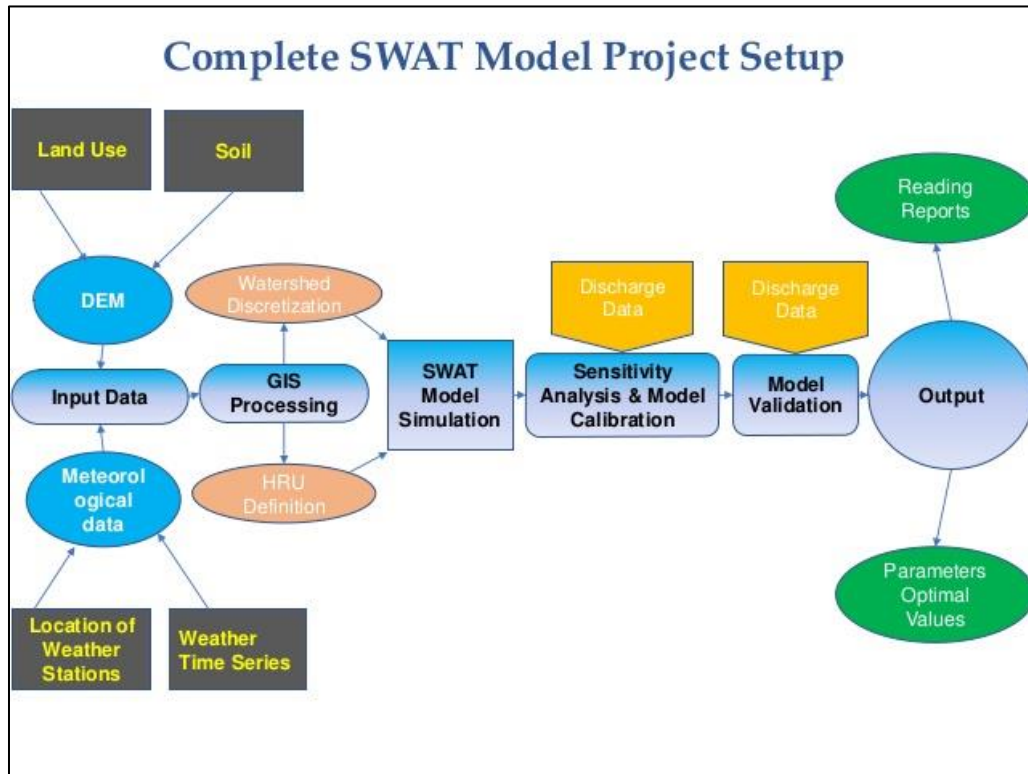 Complete SWAT Model Project Setup
Land Use
Soil
DEM
Input Data
Meteorol
ogical
data
Location of
Weather
Stations
Weather
Time Series
Watershed
Discretization
GIS
Processing
HRU
Definition
SWAT
Model
Simulation
Discharge
Data
Sensitivity
Analysis & Model
Calibration
Discharge
Data
Model
Validation
Output
Reading
Reports
Parameters
Optimal
Values